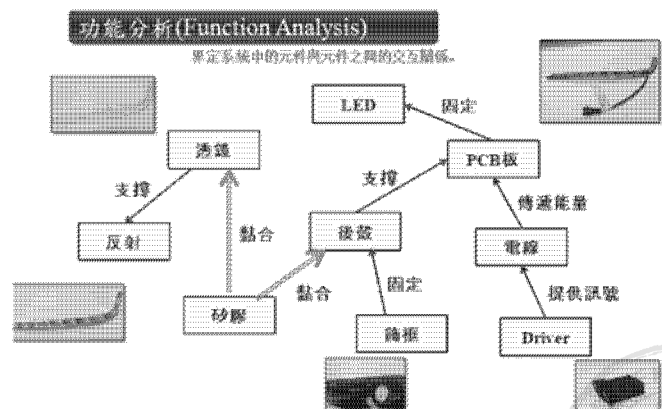 功能分析(Function Analysis)
界定系統中的元件與元件之間的交互關係。
LED
固定
透鏡
PCB板
支撐
支撐
傳遞能量
反射
黏合
後殼
電線
黏合
固定
提供訊號
矽膠
飾框
Driver